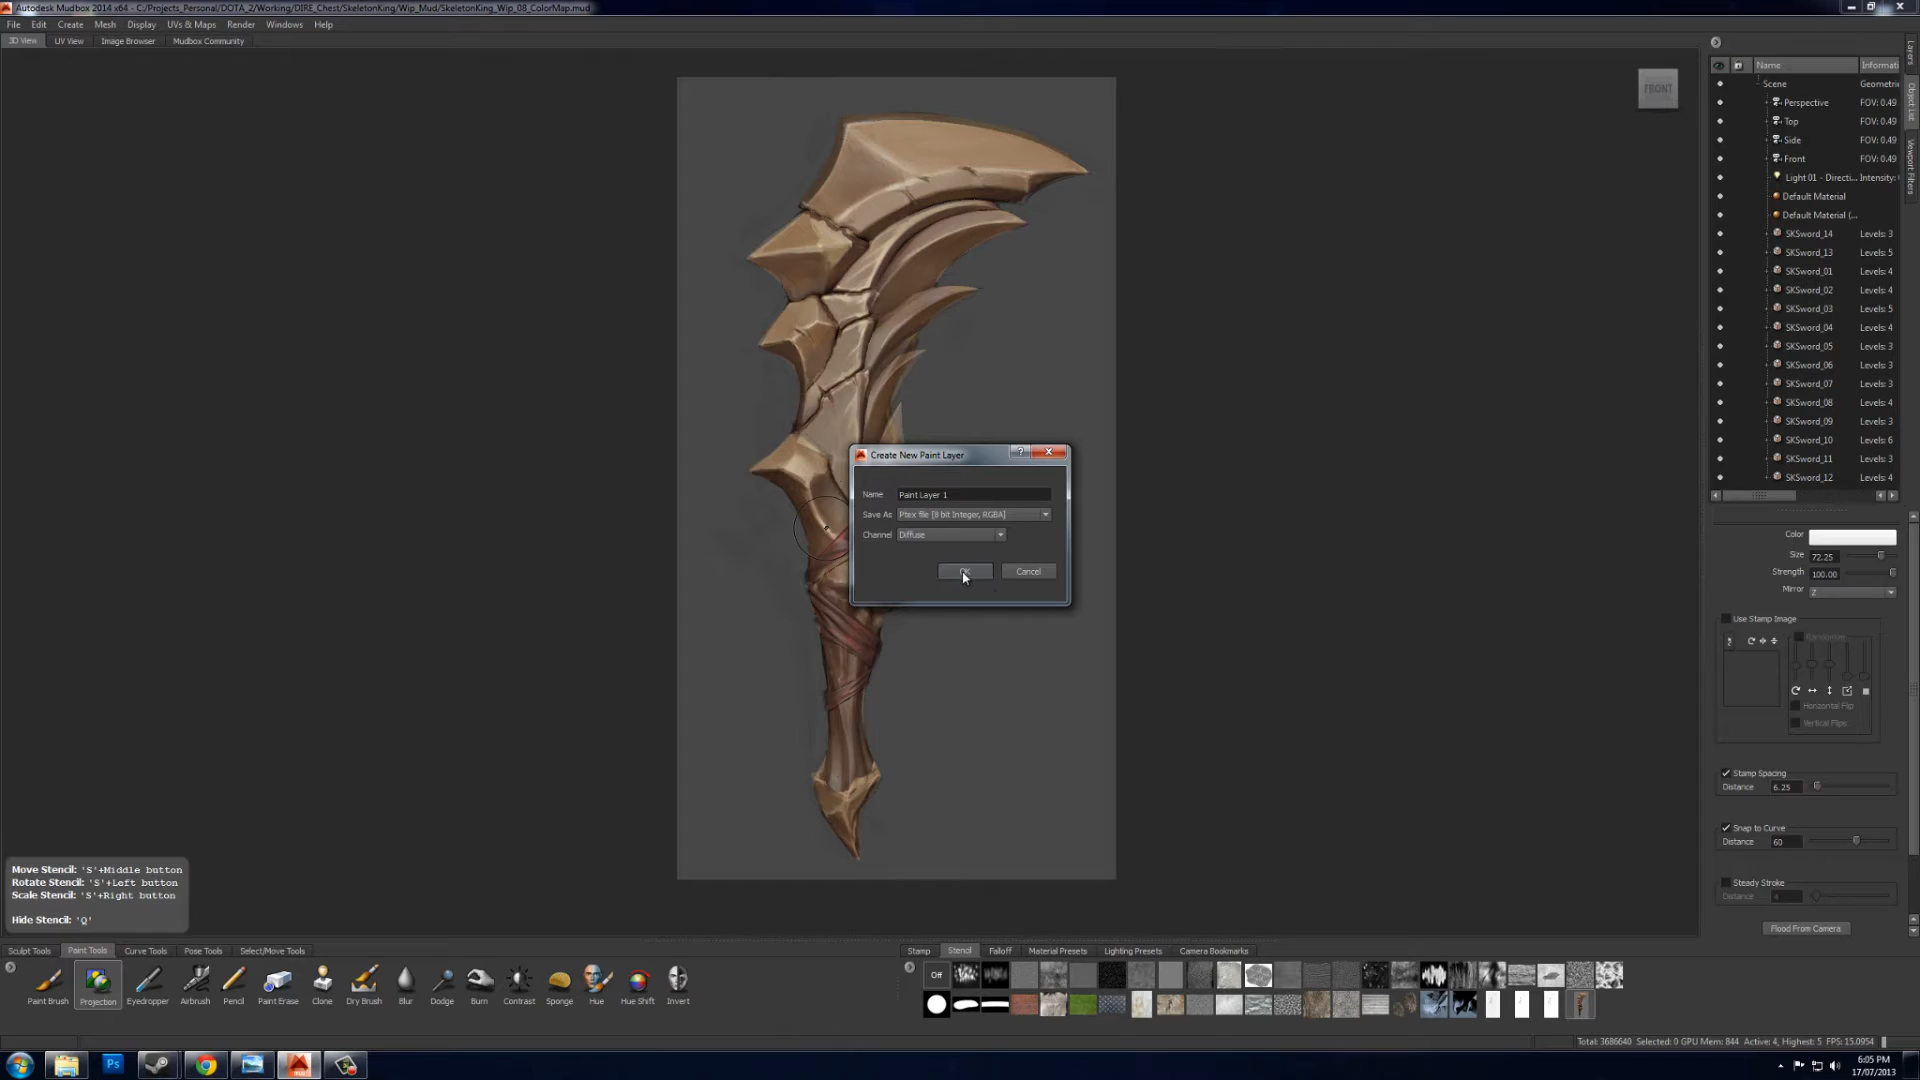 Autodesk Mudbox 2014 x64 - C:/Projects_Personal/DOTA_2/Working/DIRE_Chest/SkeletonKing/Wip_Mud/SkeletonKing_Wip_08_ColorMap.mud
File Edit Create Mesh Display UVs & Maps Render Windows Help
3D View UV View Image Browser Mudbox Community
Layers
Object List
Viewport Filters
Name Informati
Scene Geometri
Perspective FOV: 0.49
Top FOV: 0.49
Side FOV: 0.49
Front FOV: 0.49
Light 01 - Directi... Intensity:
Default Material
Default Material (...
SKSword_14 Levels: 3
SKSword_13 Levels: 5
SKSword_01 Levels: 4
SKSword_02 Levels: 4
SKSword_03 Levels: 5
SKSword_04 Levels: 4
SKSword_05 Levels: 3
SKSword_06 Levels: 3
SKSword_07 Levels: 3
SKSword_08 Levels: 4
SKSword_09 Levels: 3
SKSword_10 Levels: 6
SKSword_11 Levels: 3
SKSword_12 Levels: 4
FRONT
Create New Paint Layer
Name Paint Layer 1
Save As Ptex file [8 bit Integer, RGBA]
Channel Diffuse
OK Cancel
Color
Size 72.25
Strength 100.00
Mirror Z
Use Stamp Image
Randomize
Horizontal Flip
Vertical Flips
Stamp Spacing
Distance 6.25
Snap to Curve
Distance 60
Steady Stroke
Distance 4
Flood From Camera
Move Stencil: 'S'+Middle button
Rotate Stencil: 'S'+Left button
Scale Stencil: 'S'+Right button
Hide Stencil: 'Q'
Sculpt Tools Paint Tools Curve Tools Pose Tools Select/Move Tools
Paint Brush Projection Eyedropper Airbrush Pencil Paint Erase Clone Dry Brush Blur Dodge Burn Contrast Sponge Hue Hue Shift Invert
Stamp Stencil Falloff Material Presets Lighting Presets Camera Bookmarks
Off
Total: 3686640 Selected: 0 GPU Mem: 844 Active: 4, Highest: 5 FPS: 15.0954
Ps
6:05 PM
17/07/2013